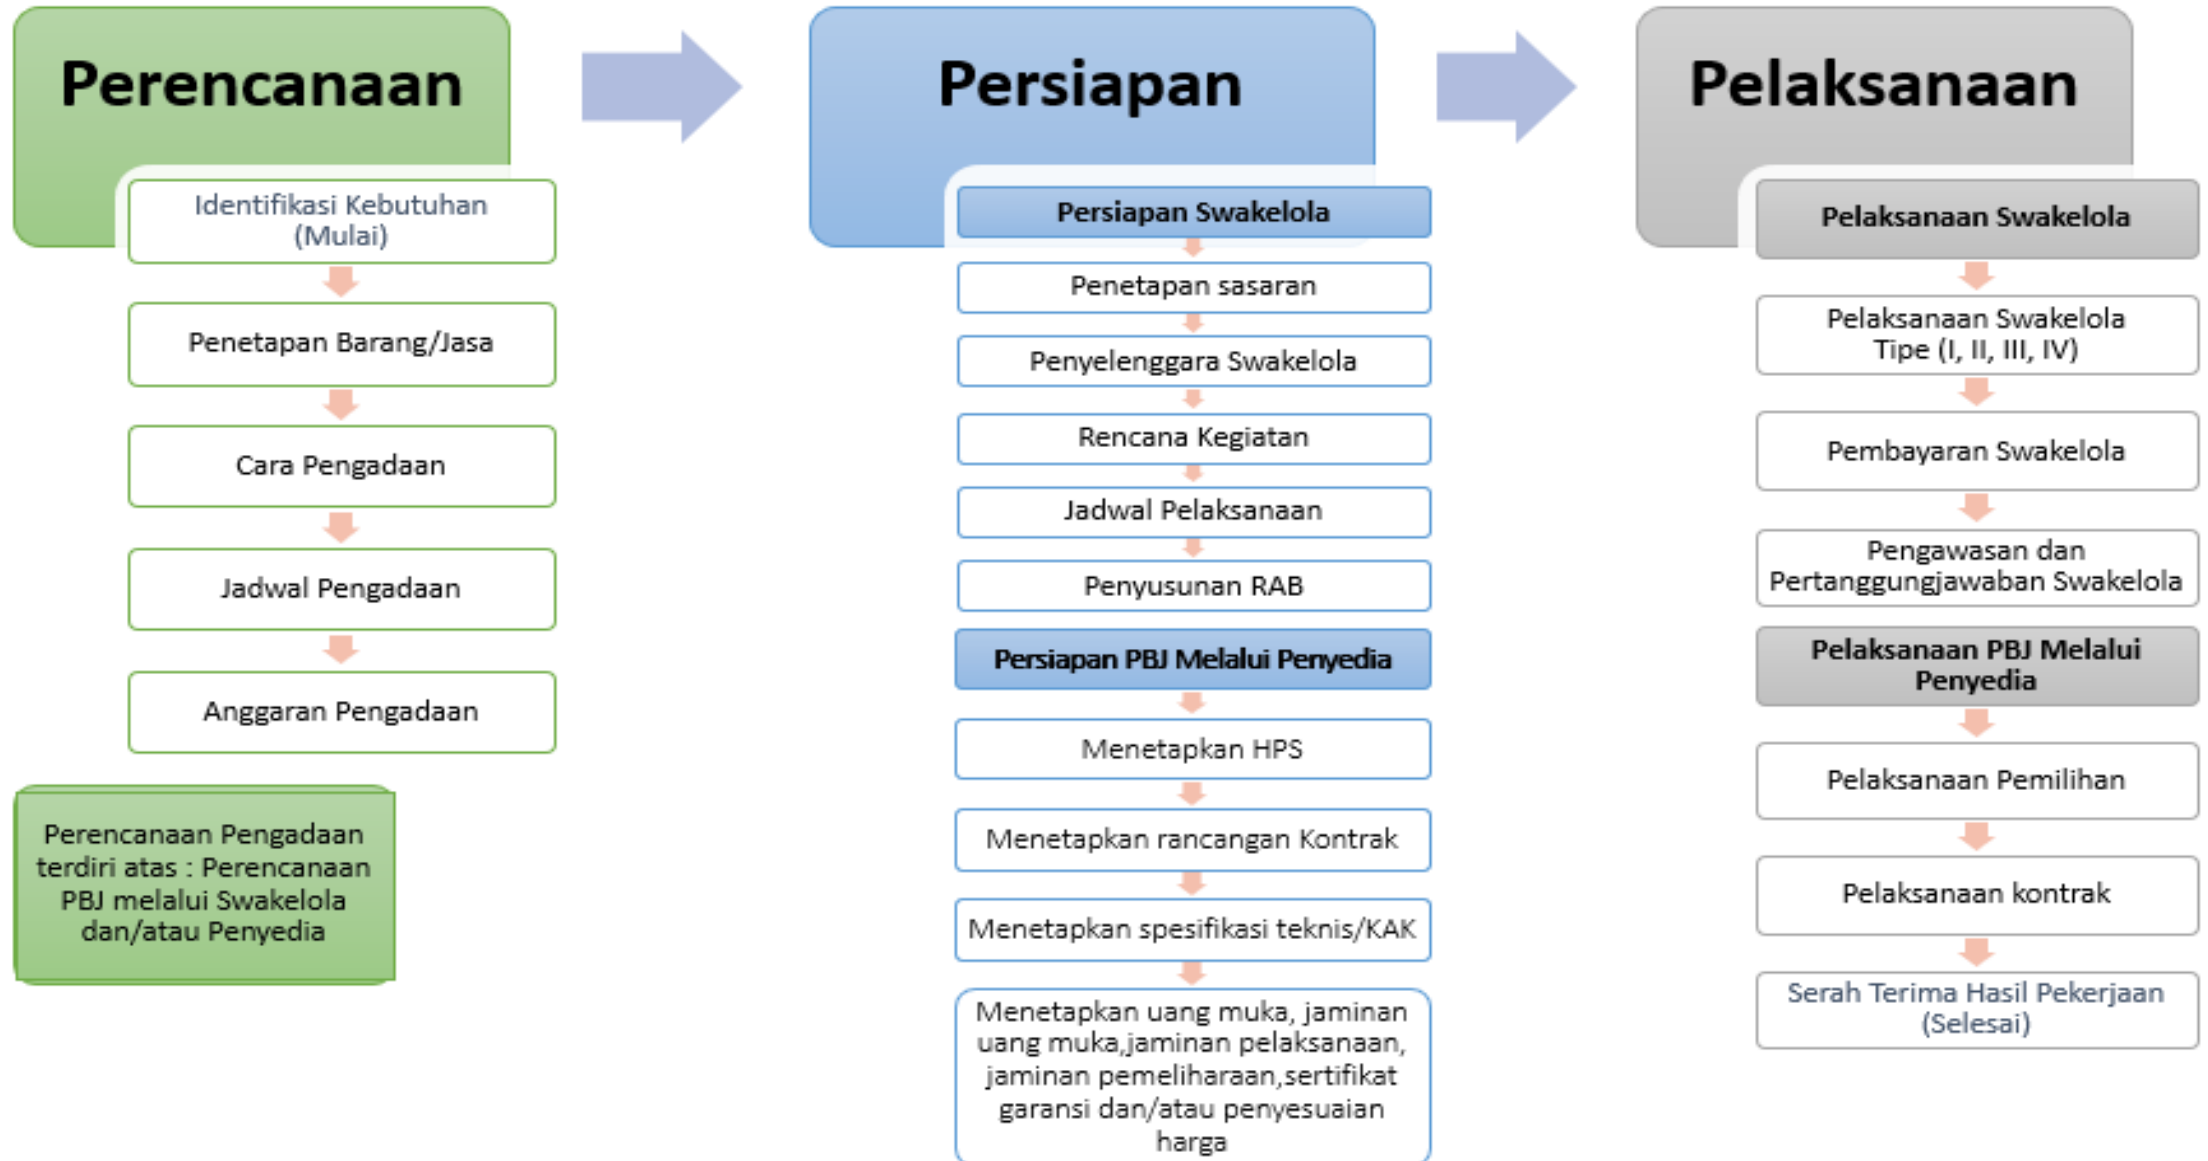 Perencanaan
Identifikasi Kebutuhan
(Mulai)
Penetapan Barang/Jasa
Cara Pengadaan
Jadwal Pengadaan
Anggaran Pengadaan
Perencanaan Pengadaan
terdiri atas : Perencanaan
PBJ melalui Swakelola
dan/atau Penyedia
Persiapan
Persiapan Swakelola
Penetapan sasaran
Penyelenggara Swakelola
Rencana Kegiatan
Jadwal Pelaksanaan
Penyusunan RAB
Persiapan PBJ Melalui Penyedia
Menetapkan HPS
Menetapkan rancangan Kontrak
Menetapkan spesifikasi teknis/KAK
Menetapkan uang muka, jaminan
uang muka,jaminan pelaksanaan,
jaminan pemeliharaan,sertifikat
garansi dan/atau penyesuaian
harga
Pelaksanaan
Pelaksanaan Swakelola
Pelaksanaan Swakelola
Tipe (I, II, III, IV)
Pembayaran Swakelola
Pengawasan dan
Pertanggungjawaban Swakelola
Pelaksanaan PBJ Melalui
Penyedia
Pelaksanaan Pemilihan
Pelaksanaan kontrak
Serah Terima Hasil Pekerjaan
(Selesai)